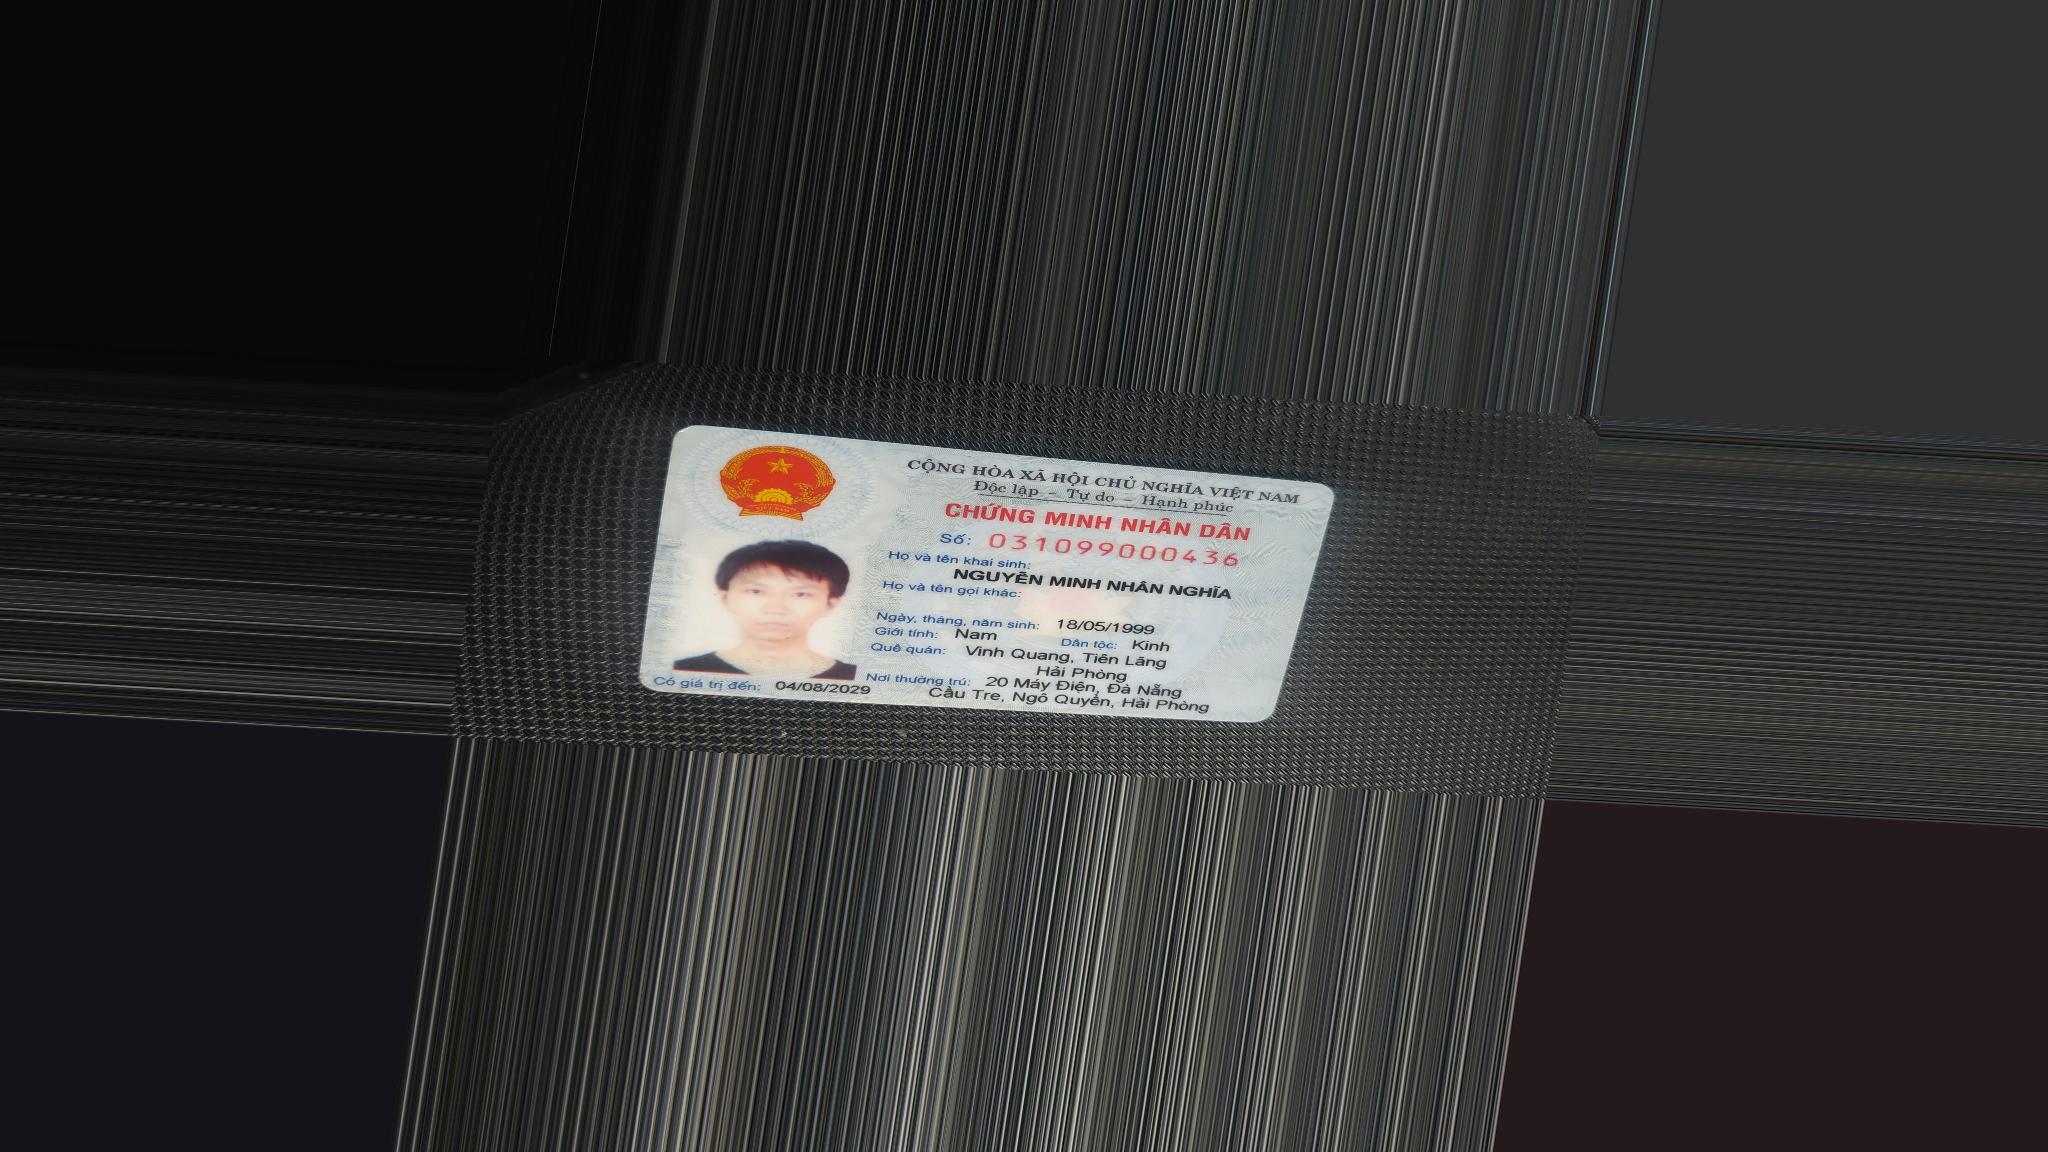 CỘNG HÒA XÃ HỘI CHỦ NGHĨA VIỆT NAM
Độc lập - Tự do - Hạnh phúc
CHỨNG MINH NHÂN DÂN
Số: 031099000436
Họ và tên khai sinh:
NGUYỄN MINH NHÂN NGHĨA
Họ và tên gọi khác:
Ngày, tháng, năm sinh: 18/05/1999
Giới tính: Nam Dân tộc: Kinh
Quê quán: Vinh Quang, Tiên Lãng
Hải Phòng
Nơi thường trú: 20 Máy Điện, Đà Nẵng
Cầu Tre, Ngô Quyền, Hải Phòng
Có giá trị đến: 04/08/2029